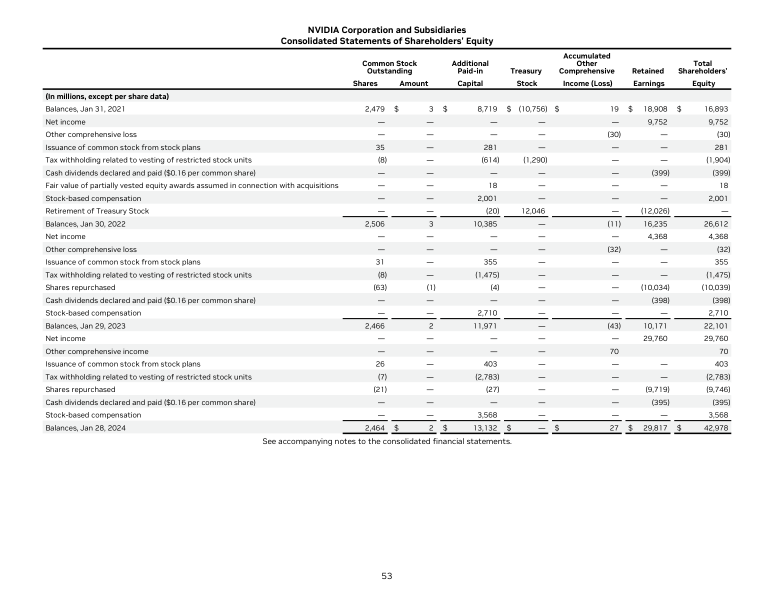 NVIDIA Corporation and Subsidiaries
Consolidated Statements of Shareholders' Equity
Common Stock Outstanding Additional Paid-in Treasury Accumulated Other Comprehensive Retained Total Shareholders'
Shares Amount Capital Stock Income (Loss) Earnings Equity
(In millions, except per share data)
Balances, Jan 31, 2021 2,479 $ 3 $ 8,719 $ (10,756) $ 19 $ 18,908 $ 16,893
Net income — — — — — 9,752 9,752
Other comprehensive loss — — — — (30) — (30)
Issuance of common stock from stock plans 35 — 281 — — — 281
Tax withholding related to vesting of restricted stock units (8) — (614) (1,290) — — (1,904)
Cash dividends declared and paid ($0.16 per common share) — — — — — (399) (399)
Fair value of partially vested equity awards assumed in connection with acquisitions — — 18 — — — 18
Stock-based compensation — — 2,001 — — — 2,001
Retirement of Treasury Stock — — (20) 12,046 — (12,026) —
Balances, Jan 30, 2022 2,506 3 10,385 — (11) 16,235 26,612
Net income — — — — — 4,368 4,368
Other comprehensive loss — — — — (32) — (32)
Issuance of common stock from stock plans 31 — 355 — — — 355
Tax withholding related to vesting of restricted stock units (8) — (1,475) — — — (1,475)
Shares repurchased (63) (1) (4) — — (10,034) (10,039)
Cash dividends declared and paid ($0.16 per common share) — — — — — (398) (398)
Stock-based compensation — — 2,710 — — — 2,710
Balances, Jan 29, 2023 2,466 2 11,971 — (43) 10,171 22,101
Net income — — — — — 29,760 29,760
Other comprehensive income — — — — 70 — 70
Issuance of common stock from stock plans 26 — 403 — — — 403
Tax withholding related to vesting of restricted stock units (7) — (2,783) — — — (2,783)
Shares repurchased (21) — (27) — — (9,719) (9,746)
Cash dividends declared and paid ($0.16 per common share) — — — — — (395) (395)
Stock-based compensation — — 3,568 — — — 3,568
Balances, Jan 28, 2024 2,464 $ 2 $ 13,132 $ — $ 27 $ 29,817 $ 42,978
See accompanying notes to the consolidated financial statements.
53